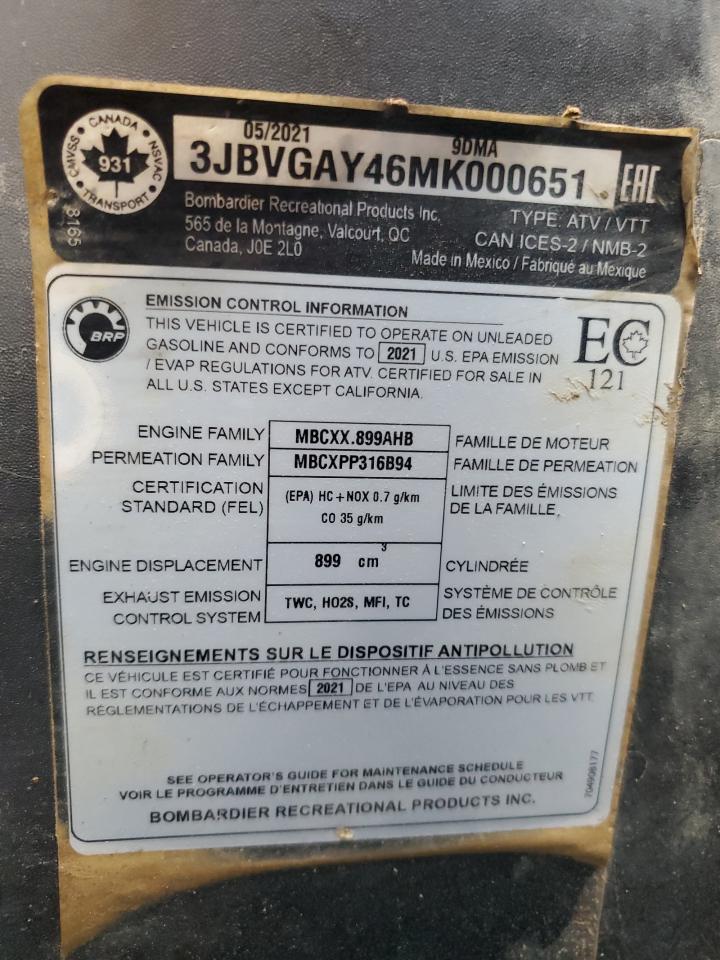 CANADA
CMVSS • NSVAC
931
TRANSPORT
8165
05/2021 9DMA
3JBVGAY46MK000651
EAC
Bombardier Recreational Products Inc.
565 de la Montagne, Valcourt, QC
Canada, J0E 2L0
TYPE: ATV / VTT
CAN ICES-2 / NMB-2
Made in Mexico / Fabriqué au Mexique
BRP
EMISSION CONTROL INFORMATION
THIS VEHICLE IS CERTIFIED TO OPERATE ON UNLEADED
GASOLINE AND CONFORMS TO 2021 U.S. EPA EMISSION
/ EVAP REGULATIONS FOR ATV. CERTIFIED FOR SALE IN
ALL U.S. STATES EXCEPT CALIFORNIA.
EC
121
ENGINE FAMILY MBCXX.899AHB FAMILLE DE MOTEUR
PERMEATION FAMILY MBCXPP316B94 FAMILLE DE PERMEATION
CERTIFICATION
STANDARD (FEL)
(EPA) HC + NOX 0.7 g/km
CO 35 g/km
LIMITE DES ÉMISSIONS
DE LA FAMILLE,
ENGINE DISPLACEMENT 899 cm³ CYLINDRÉE
EXHAUST EMISSION
CONTROL SYSTEM
TWC, HO2S, MFI, TC
SYSTÈME DE CONTRÔLE
DES ÉMISSIONS
RENSEIGNEMENTS SUR LE DISPOSITIF ANTIPOLLUTION
CE VÉHICULE EST CERTIFIÉ POUR FONCTIONNER À L'ESSENCE SANS PLOMB ET
IL EST CONFORME AUX NORMES 2021 DE L'EPA AU NIVEAU DES
RÉGLEMENTATIONS DE L'ÉCHAPPEMENT ET DE L'ÉVAPORATION POUR LES VTT.
SEE OPERATOR'S GUIDE FOR MAINTENANCE SCHEDULE
VOIR LE PROGRAMME D'ENTRETIEN DANS LE GUIDE DU CONDUCTEUR
BOMBARDIER RECREATIONAL PRODUCTS INC.
704908177